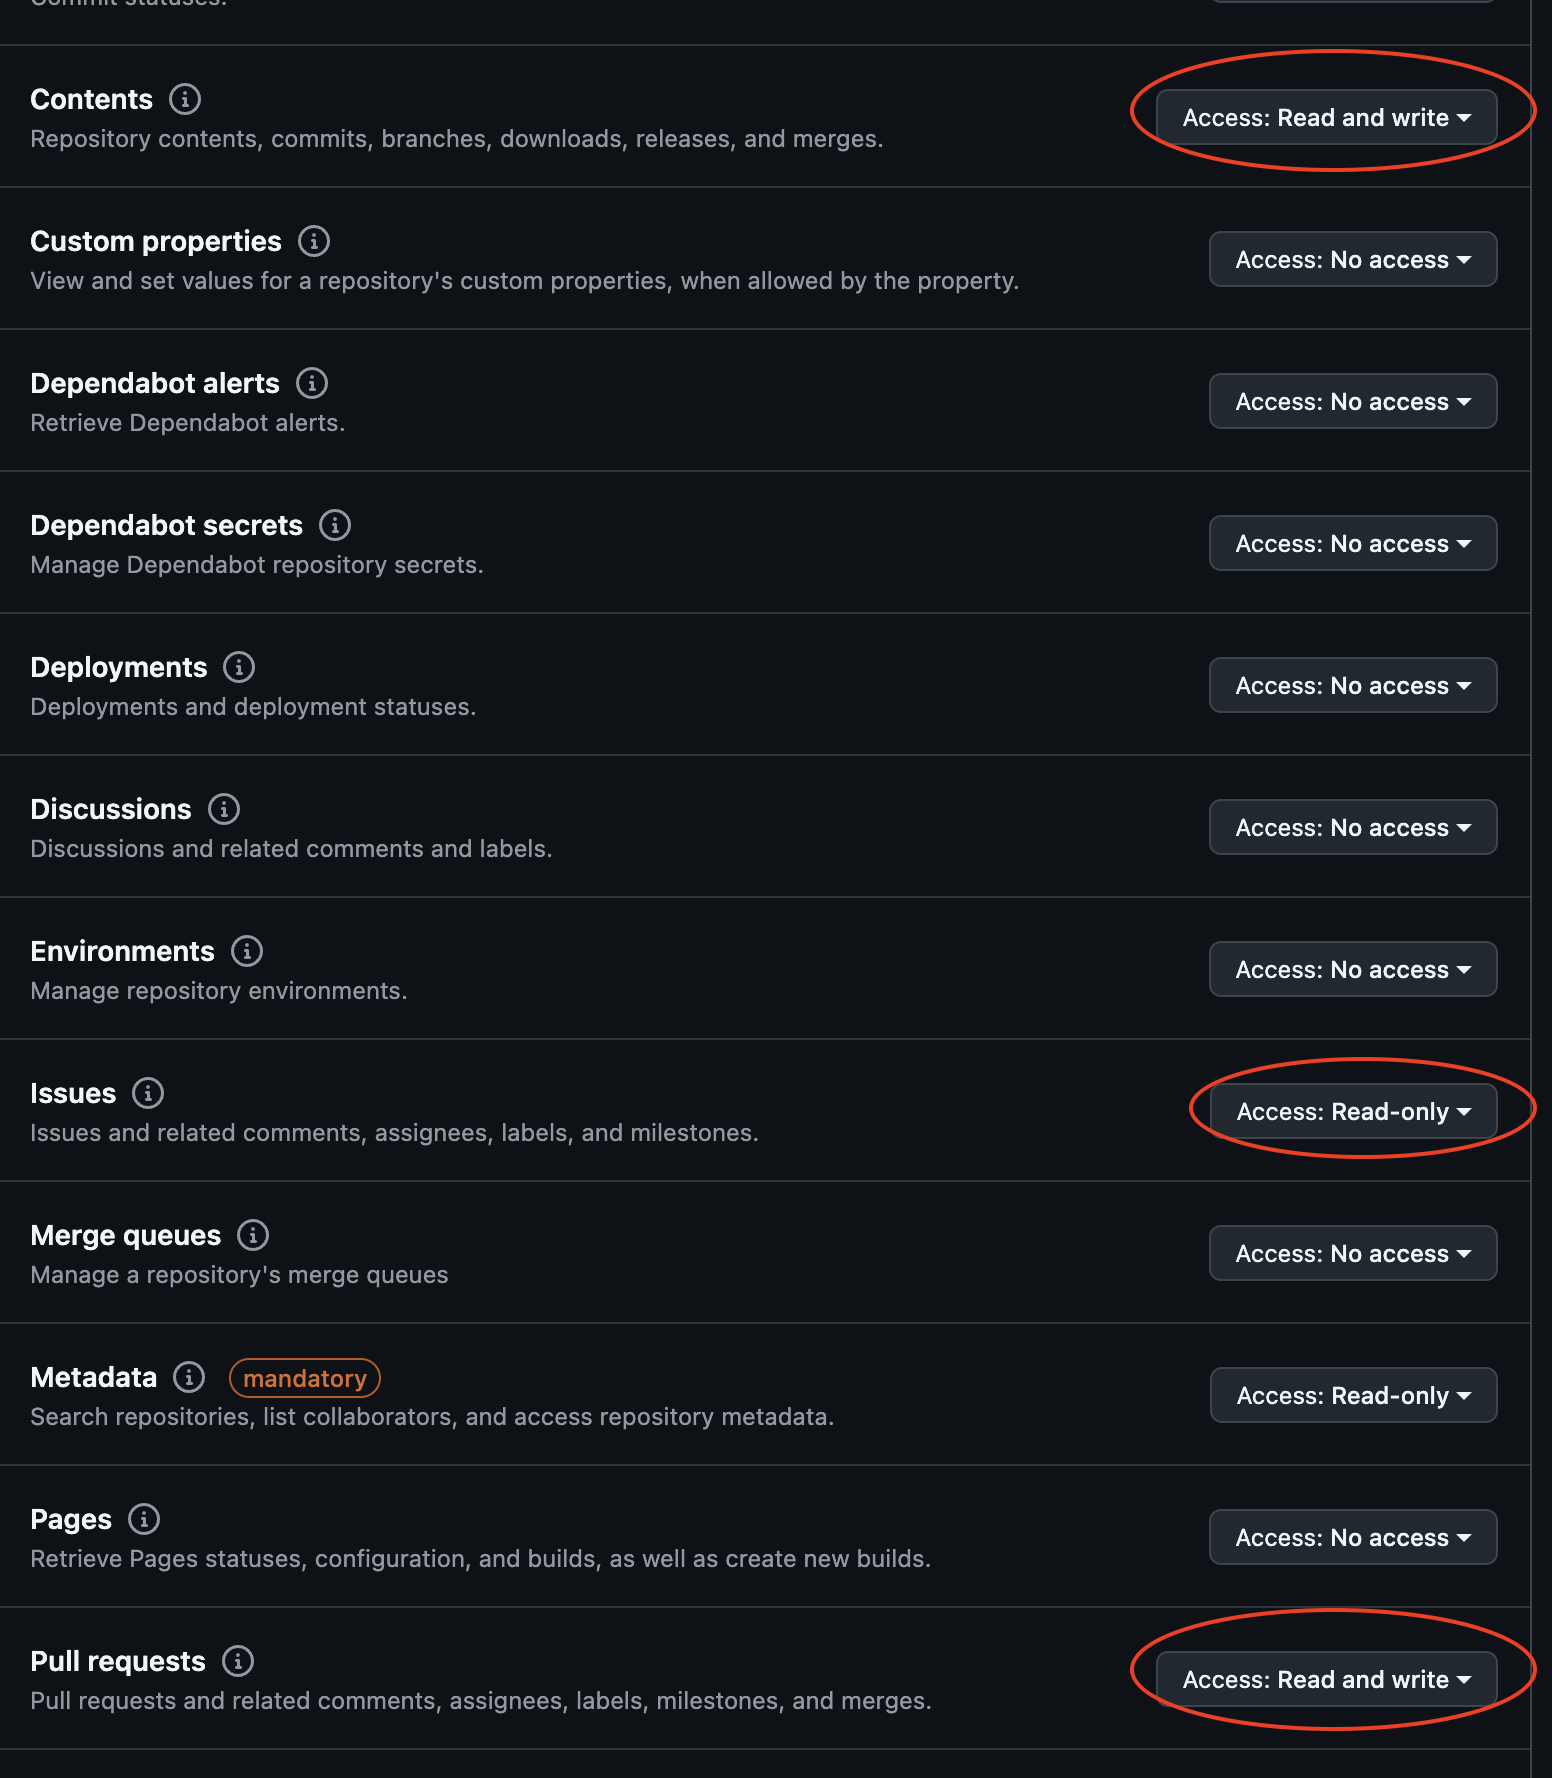 Commit statuses.
Contents
Access: Read and write
Repository contents, commits, branches, downloads, releases, and merges.
Custom properties
Access: No access
View and set values for a repository's custom properties, when allowed by the property.
Dependabot alerts
Access: No access
Retrieve Dependabot alerts.
Dependabot secrets
Access: No access
Manage Dependabot repository secrets.
Deployments
Access: No access
Deployments and deployment statuses.
Discussions
Access: No access
Discussions and related comments and labels.
Environments
Access: No access
Manage repository environments.
Issues
Access: Read-only
Issues and related comments, assignees, labels, and milestones.
Merge queues
Access: No access
Manage a repository's merge queues
Metadata mandatory
Access: Read-only
Search repositories, list collaborators, and access repository metadata.
Pages
Access: No access
Retrieve Pages statuses, configuration, and builds, as well as create new builds.
Pull requests
Access: Read and write
Pull requests and related comments, assignees, labels, milestones, and merges.